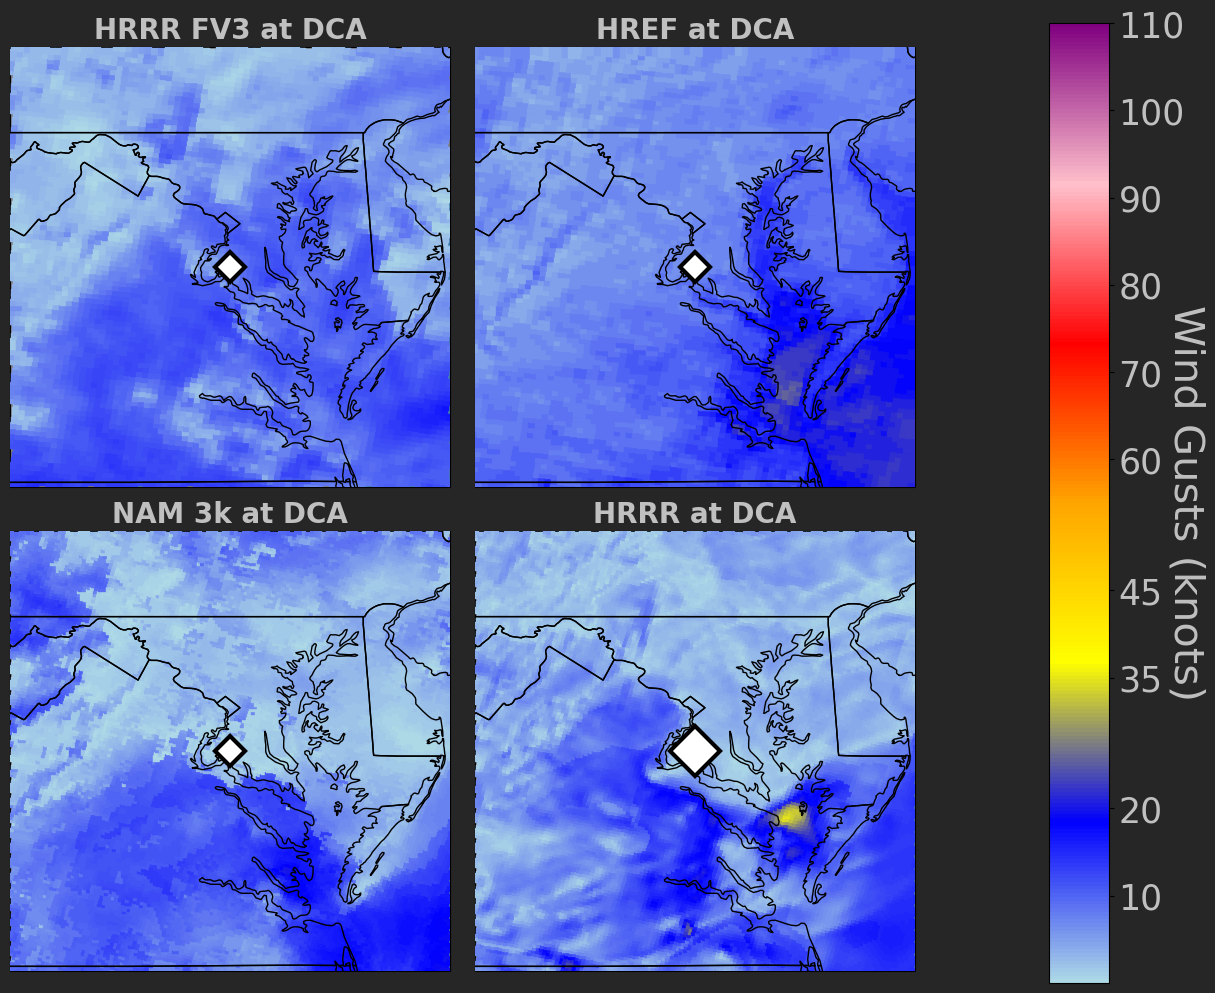 HRRR FV3 at DCA
HREF at DCA
NAM 3k at DCA
HRRR at DCA
110
100
90
80
70
60
45
35
20
10
Wind Gusts (knots)